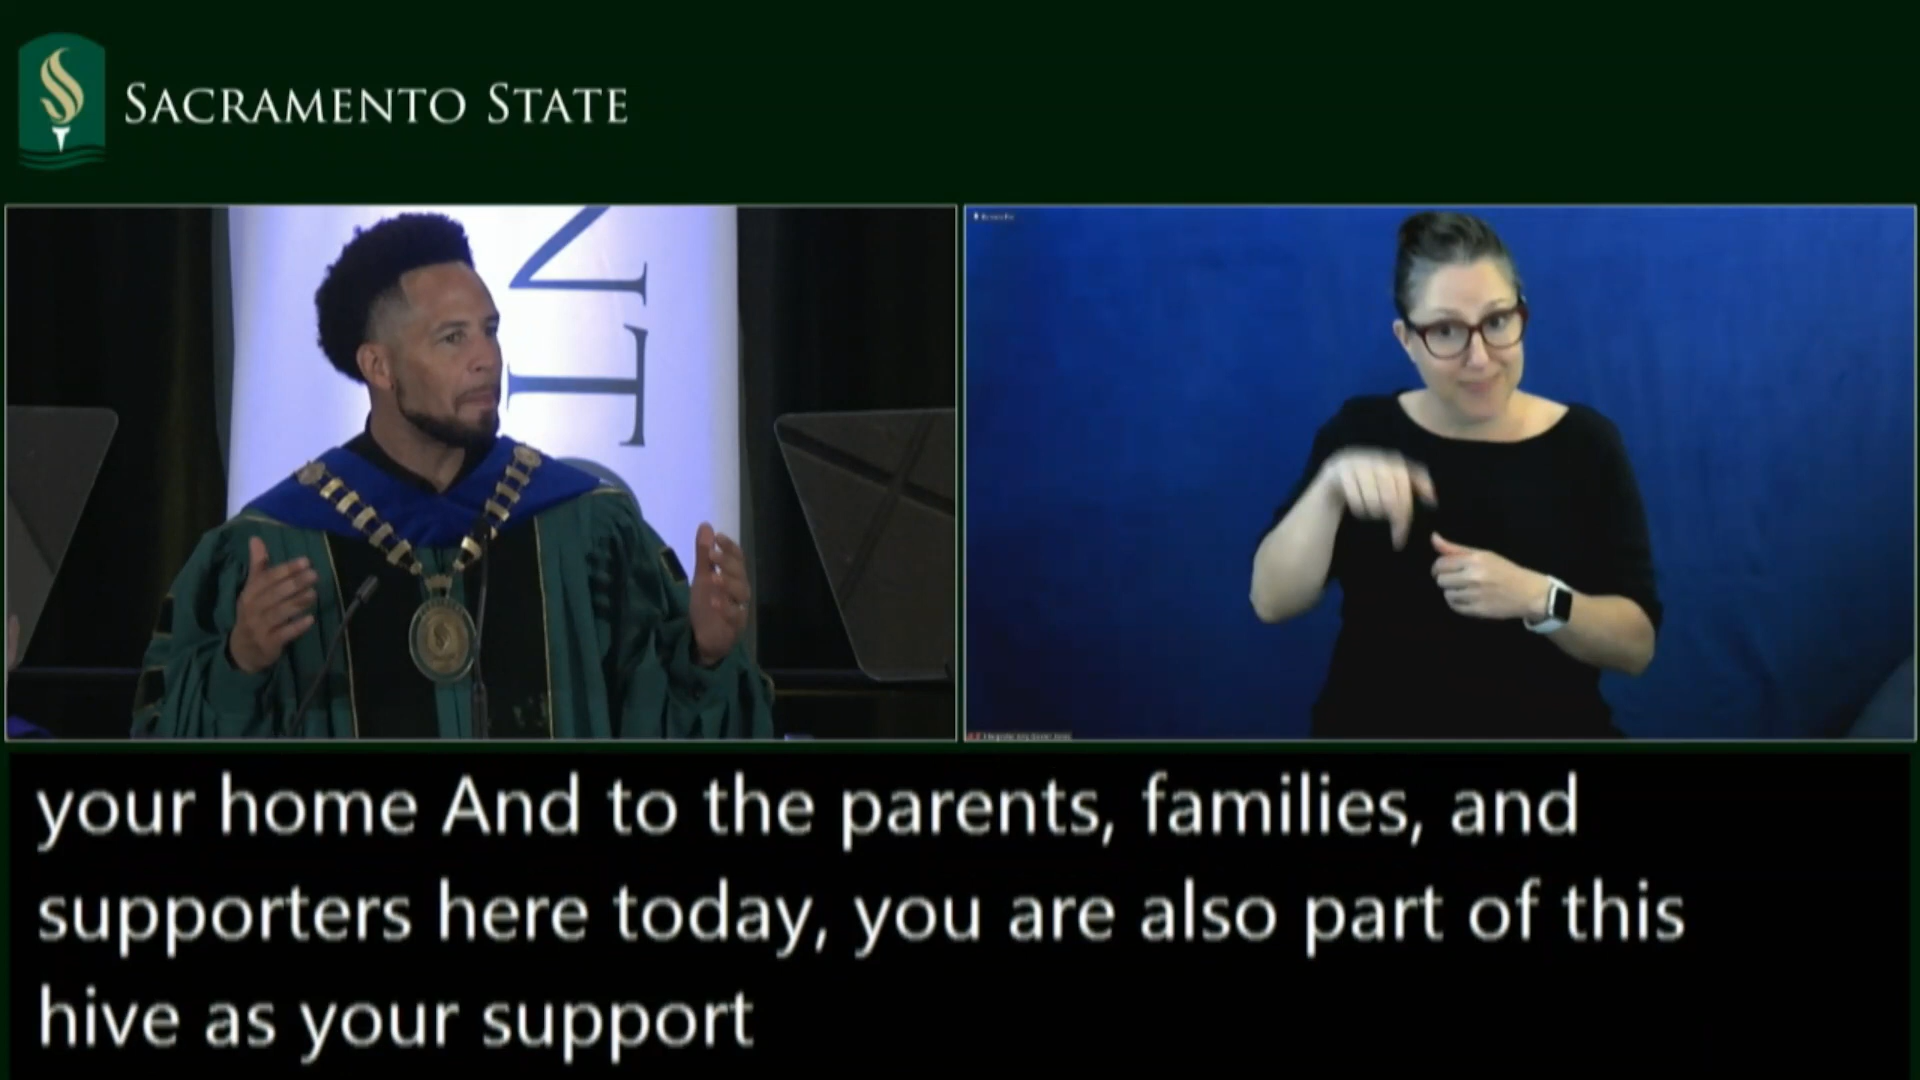 SACRAMENTO STATE
NT
your home And to the parents, families, and
supporters here today, you are also part of this
hive as your support